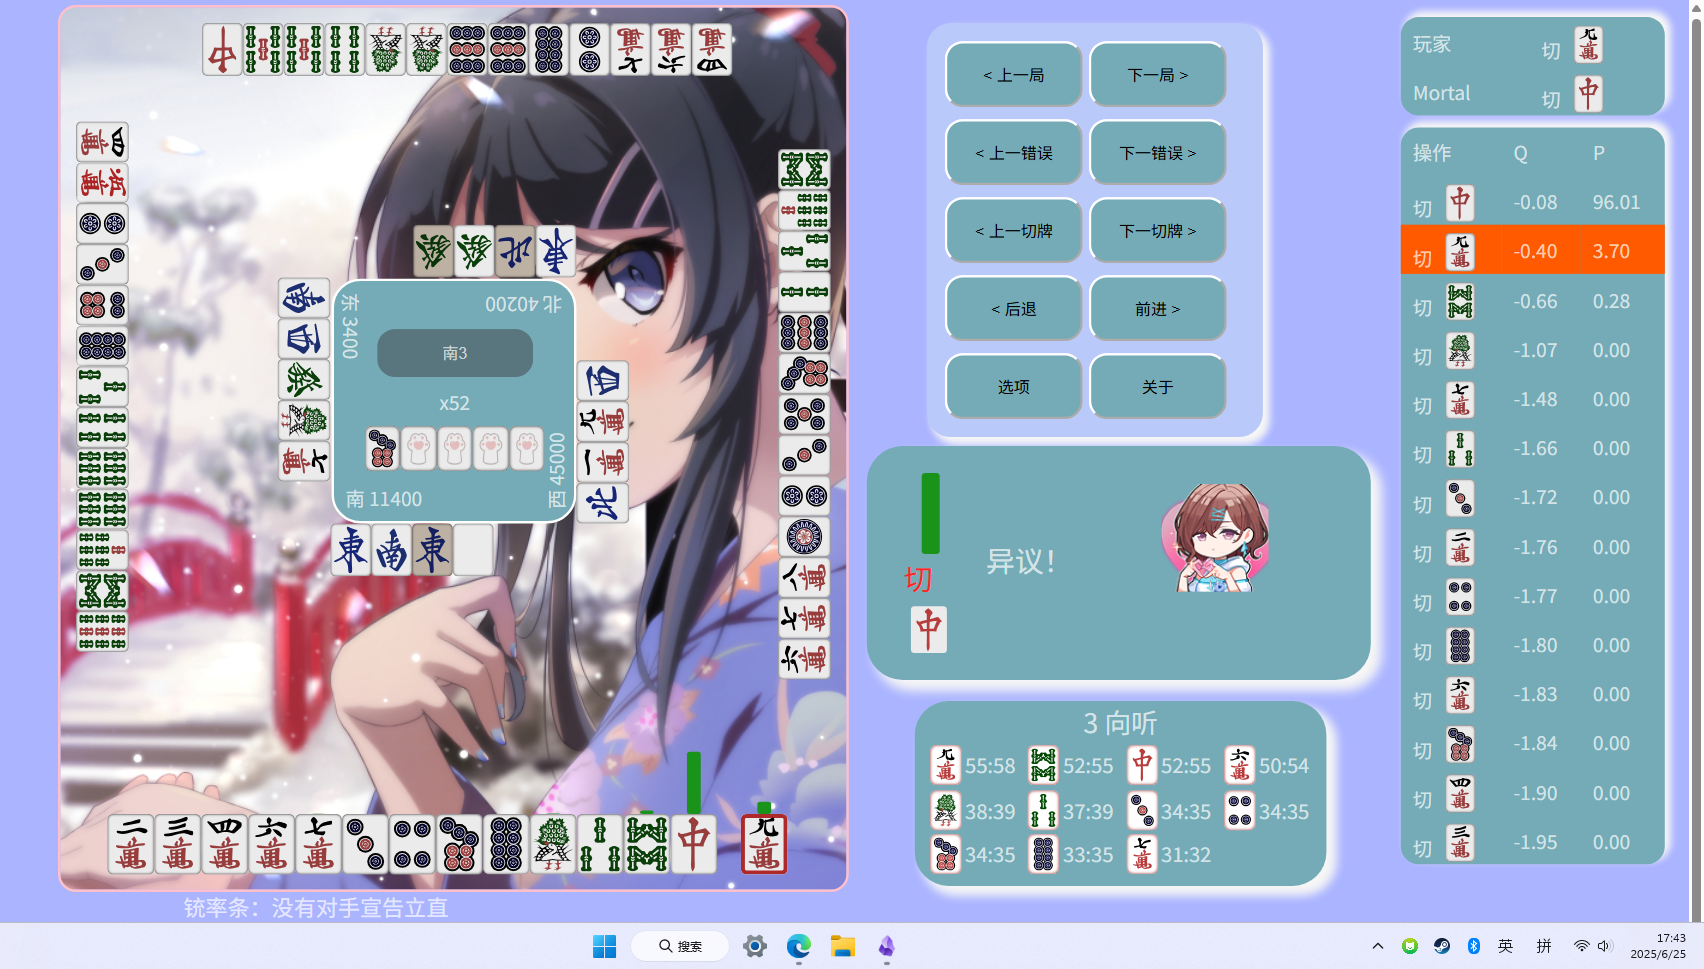 东 3400
北 40200
南3
x52
南 11400
西 45000
铳率条：没有对手宣告立直
< 上一局
下一局 >
< 上一错误
下一错误 >
< 上一切牌
下一切牌 >
< 后退
前进 >
选项
关于
切
中
异议！
3 向听
55:58 52:55 52:55 50:54
38:39 37:39 34:35 34:35
34:35 33:35 31:32
玩家 切
Mortal 切
操作 Q P
切 -0.08 96.01
切 -0.40 3.70
切 -0.66 0.28
切 -1.07 0.00
切 -1.48 0.00
切 -1.66 0.00
切 -1.72 0.00
切 -1.76 0.00
切 -1.77 0.00
切 -1.80 0.00
切 -1.83 0.00
切 -1.84 0.00
切 -1.90 0.00
切 -1.95 0.00
搜索
英 拼
17:43
2025/6/25